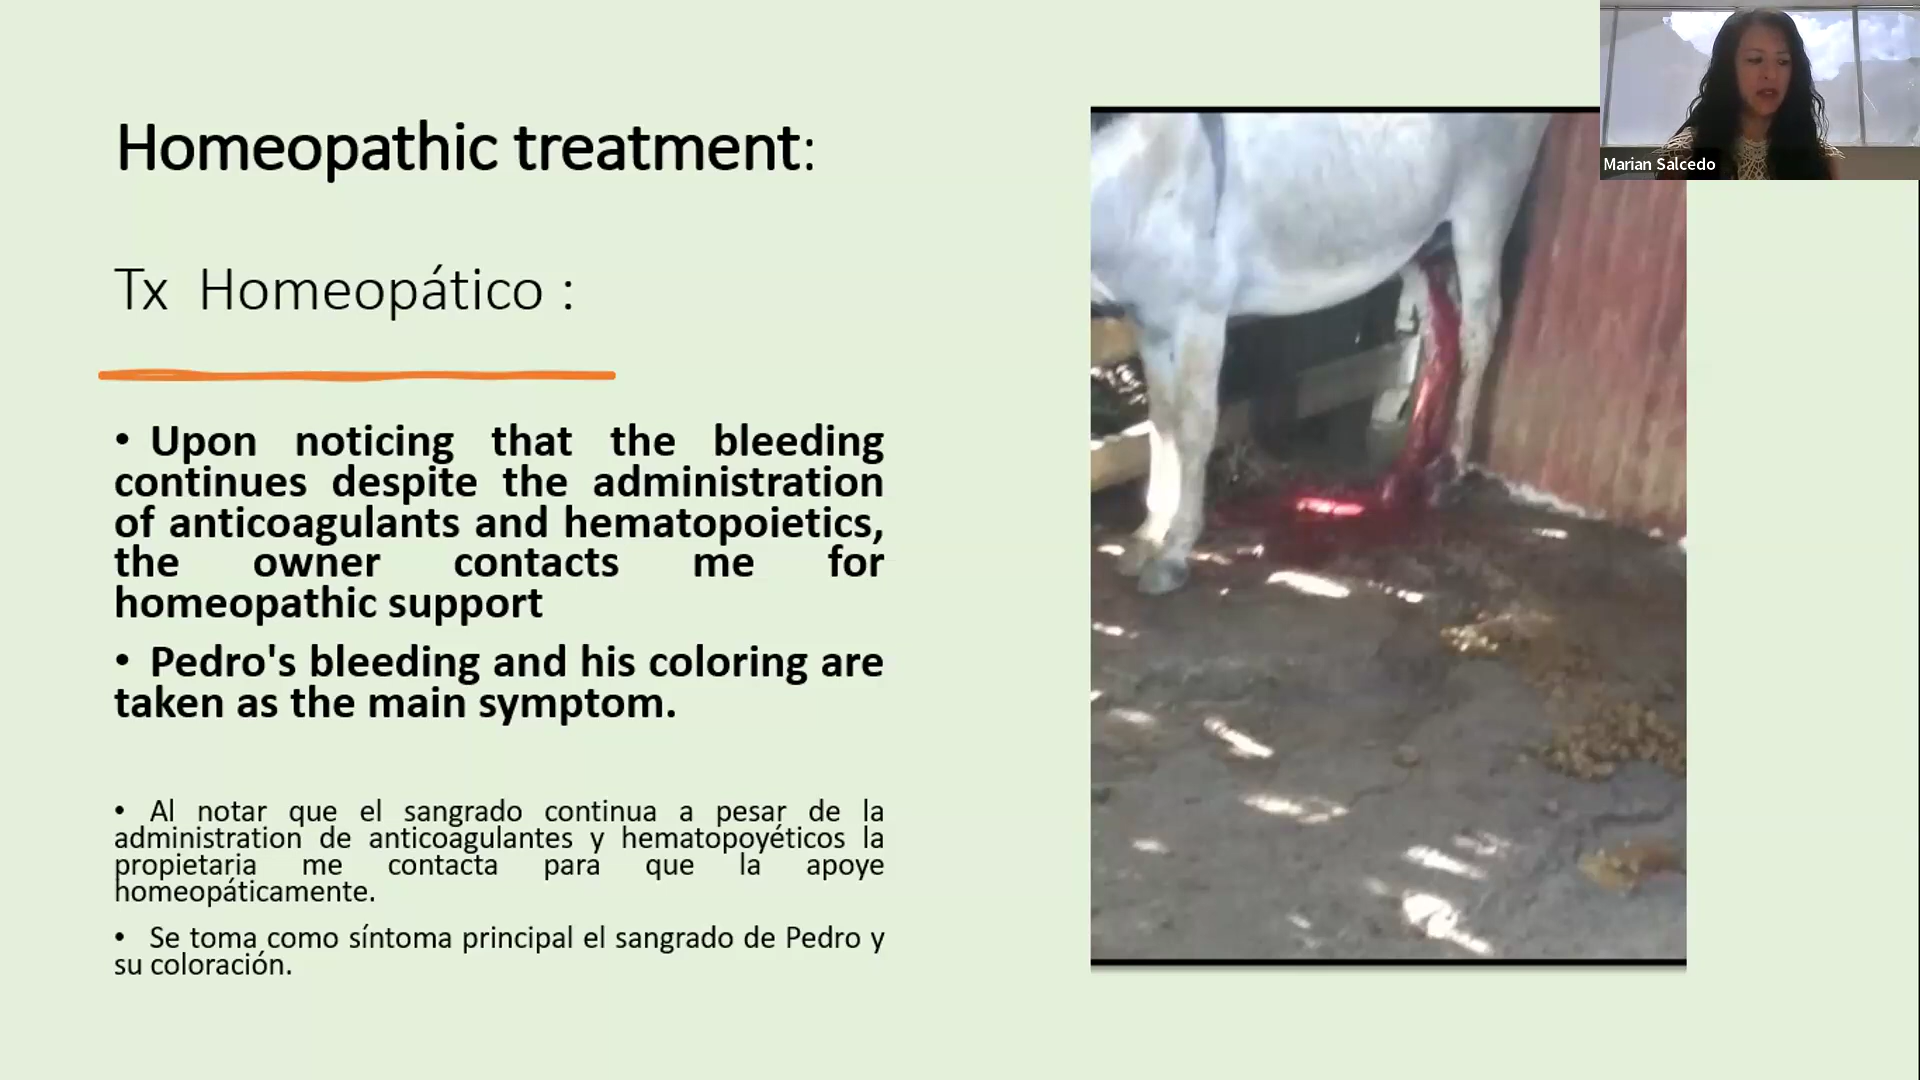 Homeopathic treatment:
Tx Homeopático :
• Upon noticing that the bleeding
continues despite the administration
of anticoagulants and hematopoietics,
the owner contacts me for
homeopathic support
• Pedro's bleeding and his coloring are
taken as the main symptom.
• Al notar que el sangrado continua a pesar de la
administration de anticoagulantes y hematopoyéticos la
propietaria me contacta para que la apoye
homeopáticamente.
• Se toma como síntoma principal el sangrado de Pedro y
su coloración.
Marian Salcedo